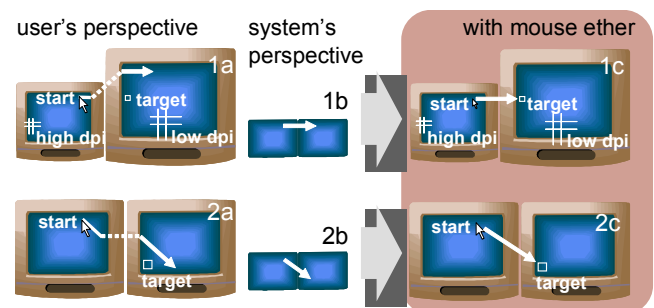 user's perspective
system's perspective
with mouse ether
1a
start
target
high dpi
low dpi
1b
1c
start
target
high dpi
low dpi
2a
start
target
2b
2c
start
target